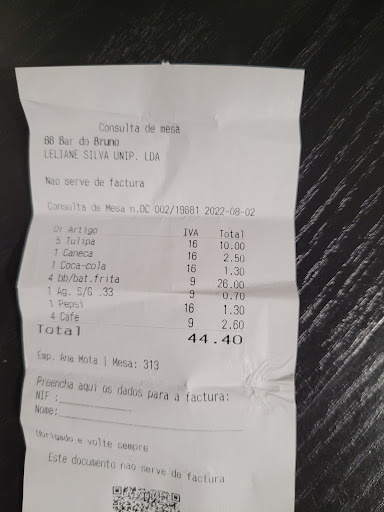 Consulta de mesa
BB Bar do Bruno
LELIANE SILVA UNIP. LDA
Nao serve de factura
Consulta de Mesa n.DC 002/19881 2022-08-02
Qt Artigo IVA Total
5 Tulipa 16 10.00
1 Caneca 16 2.50
1 Coca-cola 16 1.30
4 bb/bat.frita 9 26.00
1 Ag. S/G .33 9 0.70
1 Pepsi 16 1.30
4 Cafe 9 2.60
Total 44.40
Emp. Ana Mota | Mesa: 313
Preencha aqui os dados para a factura:
NIF :
Nome:
Obrigado e volte sempre
Este documento nao serve de factura